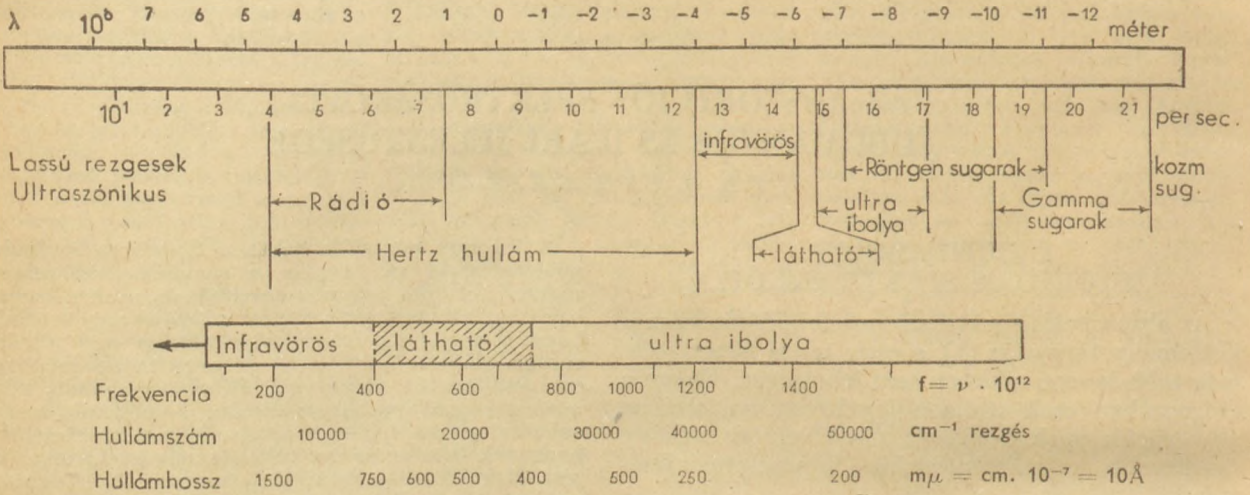 λ 10⁸ 7 6 5 4 3 2 1 0 −1 −2 −3 −4 −5 −6 −7 −8 −9 −10 −11 −12 méter
10¹ 2 3 4 5 6 7 8 9 10 11 12 13 14 15 16 17 18 19 20 21 per sec.
Lassú rezgesek
Ultraszónikus
infravörös
Röntgen sugarak
kozm
sug.
Rádió
ultra
ibolya
Gamma
sugarak
Hertz hullám
látható
Infravörös látható ultra ibolya
Frekvencia 200 400 600 800 1000 1200 1400 f = ν · 10¹²
Hullámszám 10000 20000 30000 40000 50000 cm⁻¹ rezgés
Hullámhossz 1500 750 600 500 400 500 250 200 mμ = cm. 10⁻⁷ = 10Å